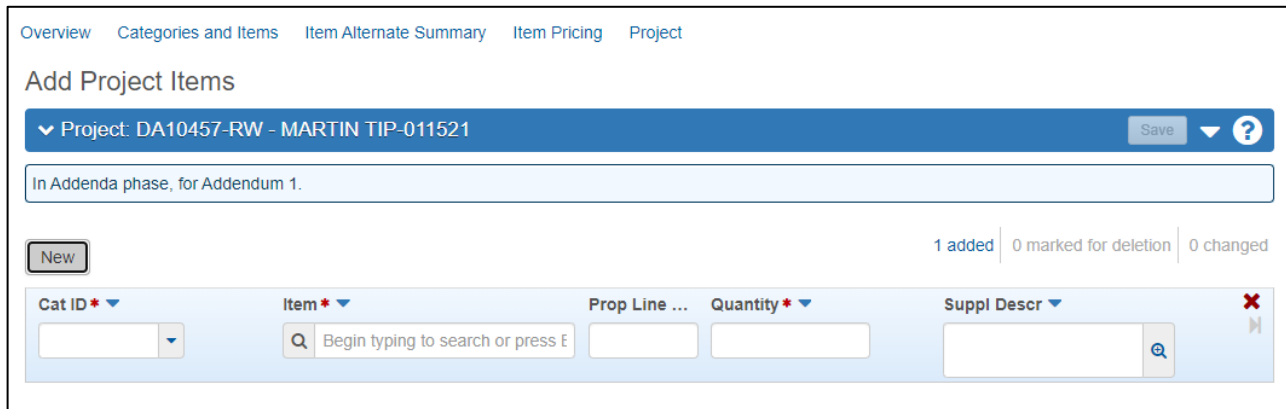 Overview Categories and Items Item Alternate Summary Item Pricing Project
Add Project Items
Project: DA10457-RW - MARTIN TIP-011521 Save ?
In Addenda phase, for Addendum 1.
New 1 added 0 marked for deletion 0 changed
Cat ID* Item* Prop Line ... Quantity* Suppl Descr
Begin typing to search or press E